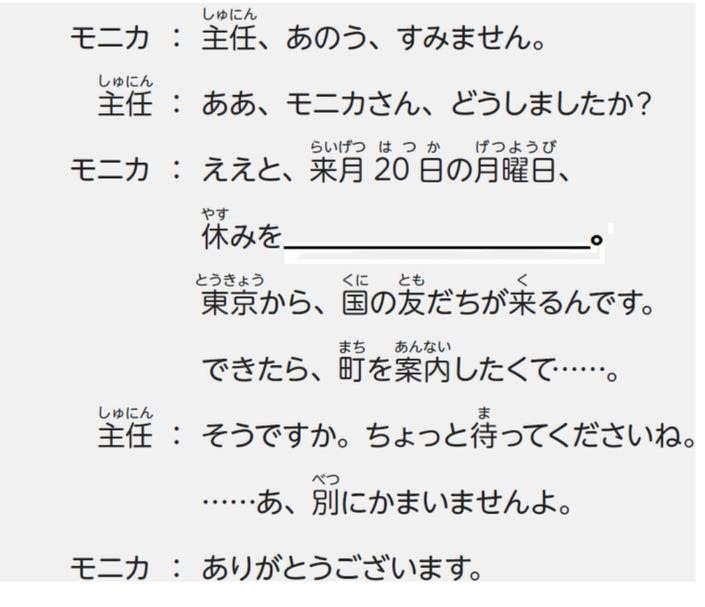 モニカ ： 主任、あのう、すみません。
主任 ： ああ、モニカさん、どうしましたか?
モニカ ： ええと、来月20日の月曜日、
休みを＿＿＿＿＿＿＿＿＿＿。
東京から、国の友だちが来るんです。
できたら、町を案内したくて……。
主任 ： そうですか。ちょっと待ってくださいね。
……あ、別にかまいませんよ。
モニカ ： ありがとうございます。